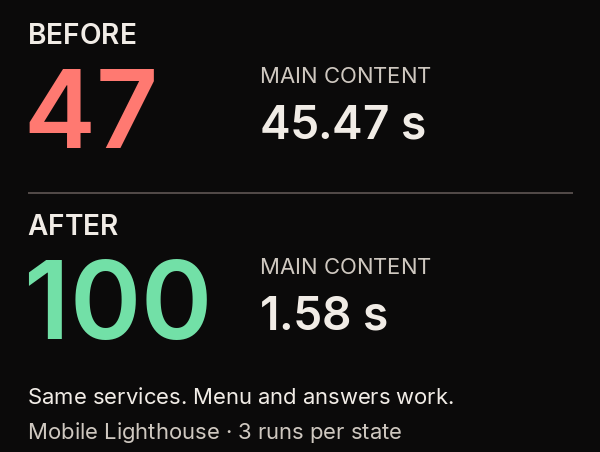 BEFORE
47
MAIN CONTENT
45.47 s
AFTER
100
MAIN CONTENT
1.58 s
Same services. Menu and answers work.
Mobile Lighthouse · 3 runs per state